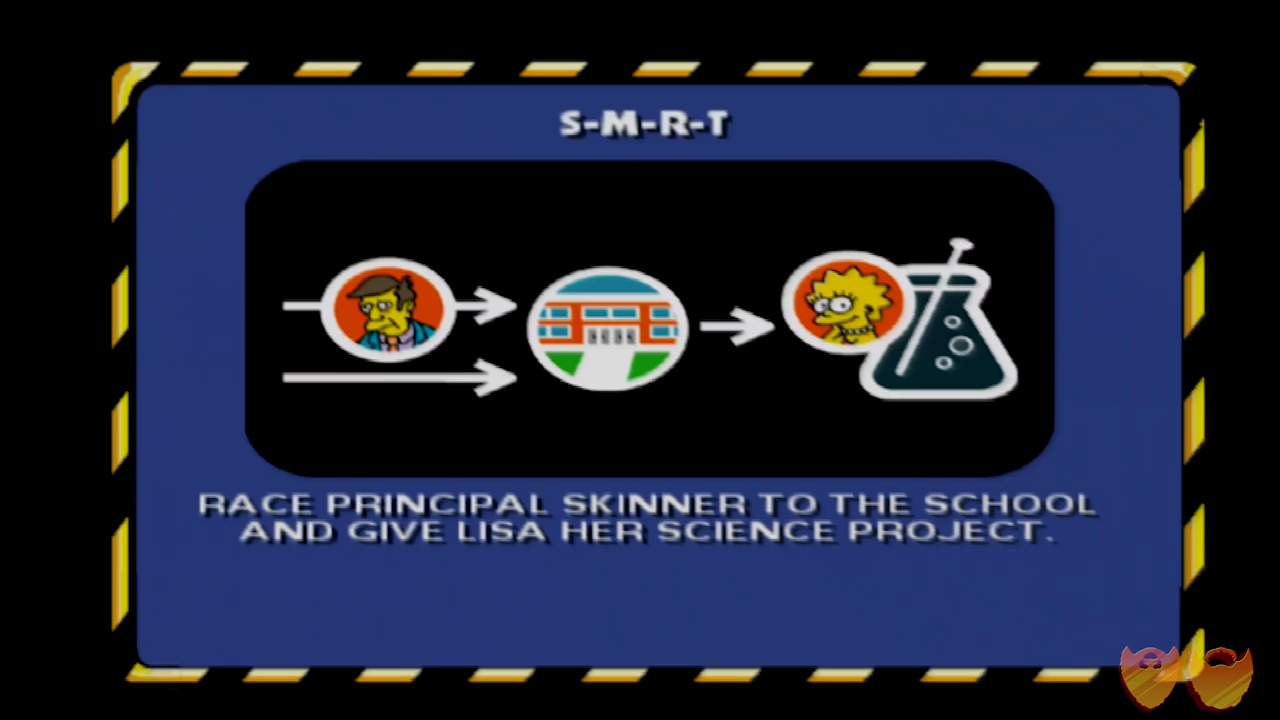 S-M-R-T
RACE PRINCIPAL SKINNER TO THE SCHOOL
AND GIVE LISA HER SCIENCE PROJECT.